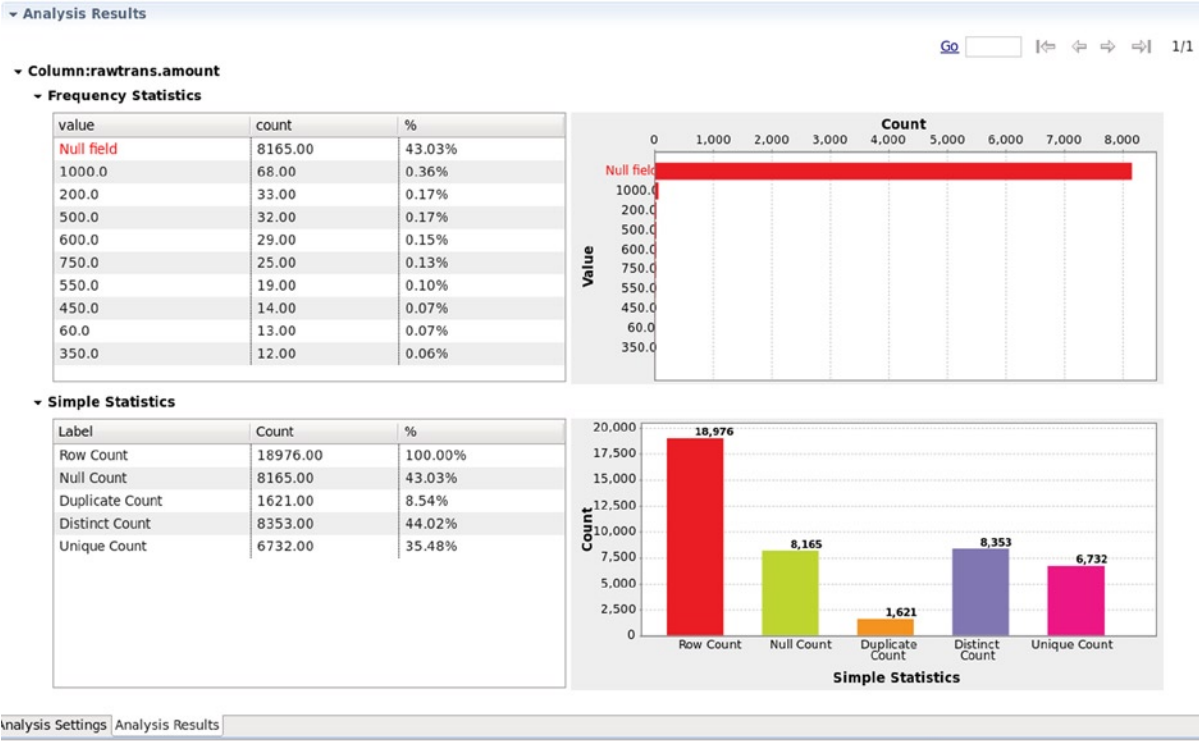 Analysis Results
Go 1/1
Column:rawtrans.amount
Frequency Statistics
value count %
Null field 8165.00 43.03%
1000.0 68.00 0.36%
200.0 33.00 0.17%
500.0 32.00 0.17%
600.0 29.00 0.15%
750.0 25.00 0.13%
550.0 19.00 0.10%
450.0 14.00 0.07%
60.0 13.00 0.07%
350.0 12.00 0.06%
Count
0 1,000 2,000 3,000 4,000 5,000 6,000 7,000 8,000
Value
Null field
1000.0
200.0
500.0
600.0
750.0
550.0
450.0
60.0
350.0
Simple Statistics
Label Count %
Row Count 18976.00 100.00%
Null Count 8165.00 43.03%
Duplicate Count 1621.00 8.54%
Distinct Count 8353.00 44.02%
Unique Count 6732.00 35.48%
Count
20,000
17,500
15,000
12,500
10,000
7,500
5,000
2,500
0
18,976
8,165
1,621
8,353
6,732
Row Count Null Count Duplicate Count Distinct Count Unique Count
Simple Statistics
Analysis Settings Analysis Results